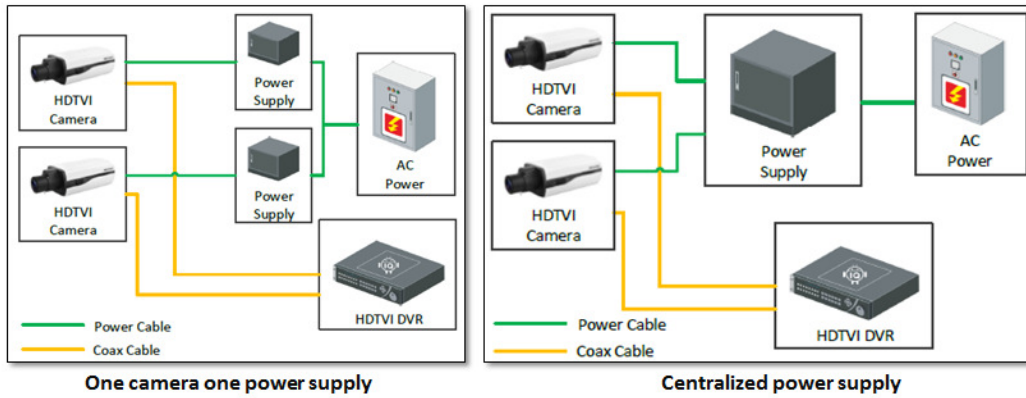 HDTVI
Camera
Power
Supply
AC
Power
HDTVI
Camera
Power
Supply
IQ
HDTVI DVR
Power Cable
Coax Cable
One camera one power supply
HDTVI
Camera
Power
Supply
AC
Power
HDTVI
Camera
IQ
HDTVI DVR
Power Cable
Coax Cable
Centralized power supply